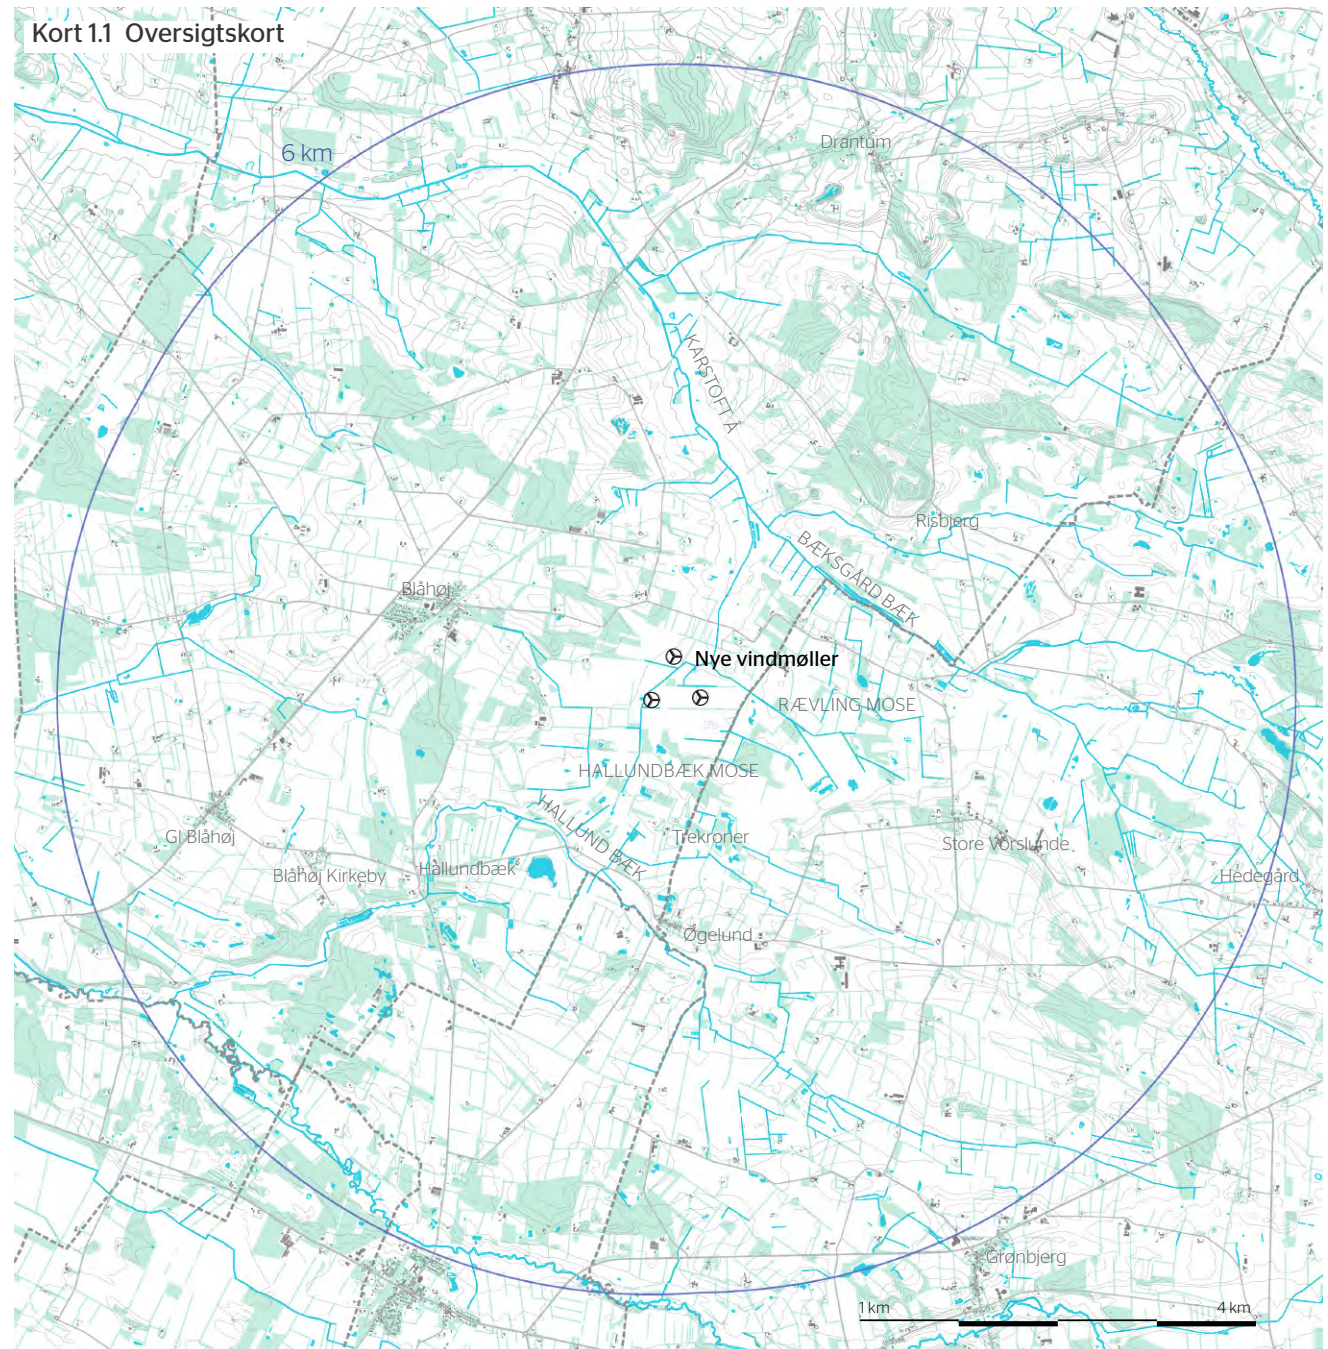 Kort 1.1 Oversigtskort
6 km
Drantum
KARSTOFT Å
Risbjerg
BÆKSGÅRD BÆK
Blåhøj
Nye vindmøller
RÆVLING MOSE
HALLUNDBÆK MOSE
HALLUND BÆK
Gl Blåhøj
Trekroner
Store Vorslunde
Blåhøj Kirkeby
Hallundbæk
Hedegård
Øgelund
Grønbjerg
1 km 4 km